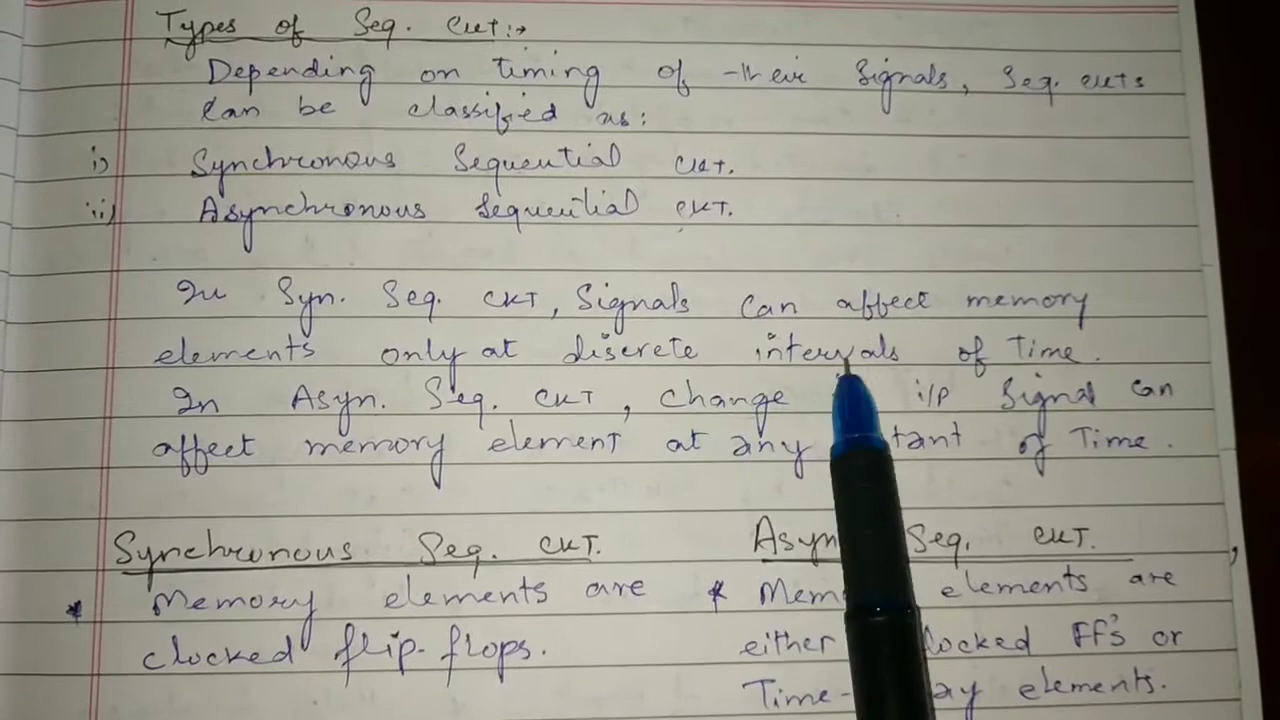 Types of Seq. CKT:→
Depending on timing of their Signals, Seq. CKTs
can be classified as:
i) Synchronous Sequential CKT.
ii) Asynchronous Sequential CKT.
In Syn. Seq. CKT, Signals can affect memory
elements only at discrete intervals of Time.
In Asyn. Seq. CKT, change i/p Signal can
affect memory element at any tant of Time.
Synchronous Seq. CKT. Asyn Seq. CKT.
* Memory elements are * Mem elements are
clocked flip-flops. either locked FF's or
Time- ay elements.